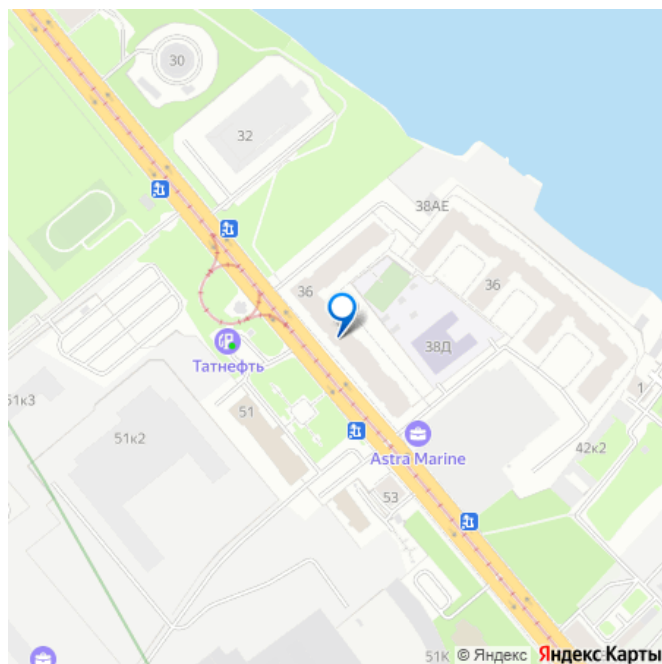 30
32
38АЕ
36
36
38Д
Татнефть
1
51к3
51
51к2
Astra Marine
42к2
53
51К
© Яндекс
Яндекс Карты